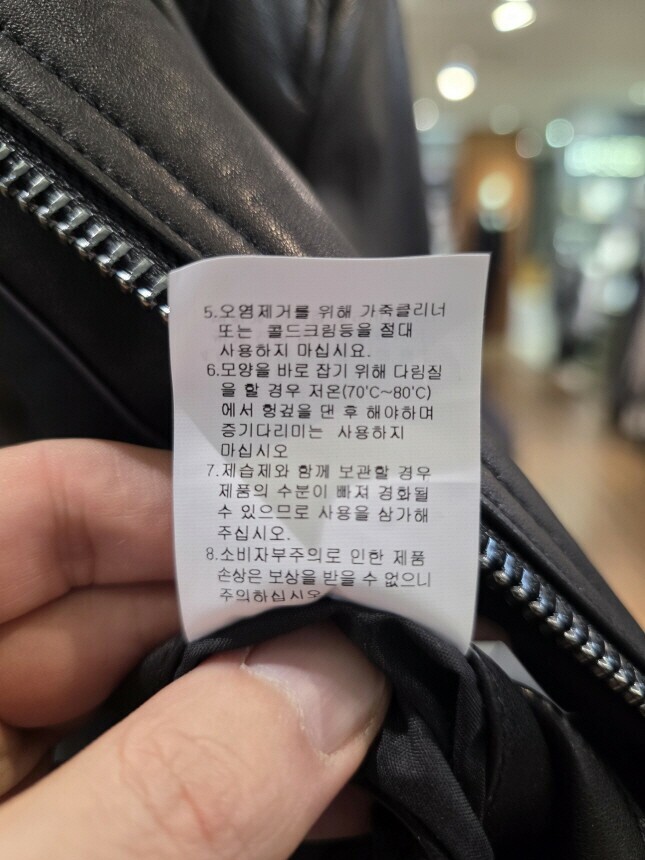 5.오염제거를 위해 가죽클리너
또는 콜드크림등을 절대
사용하지 마십시요.
6.모양을 바로 잡기 위해 다림질
을 할 경우 저온(70'C~80'C)
에서 헝겊을 댄 후 해야하며
증기다리미는 사용하지
마십시오
7.제습제와 함께 보관할 경우
제품의 수분이 빠져 경화될
수 있으므로 사용을 삼가해
주십시오.
8.소비자부주의로 인한 제품
손상은 보상을 받을 수 없으니
주의하십시오